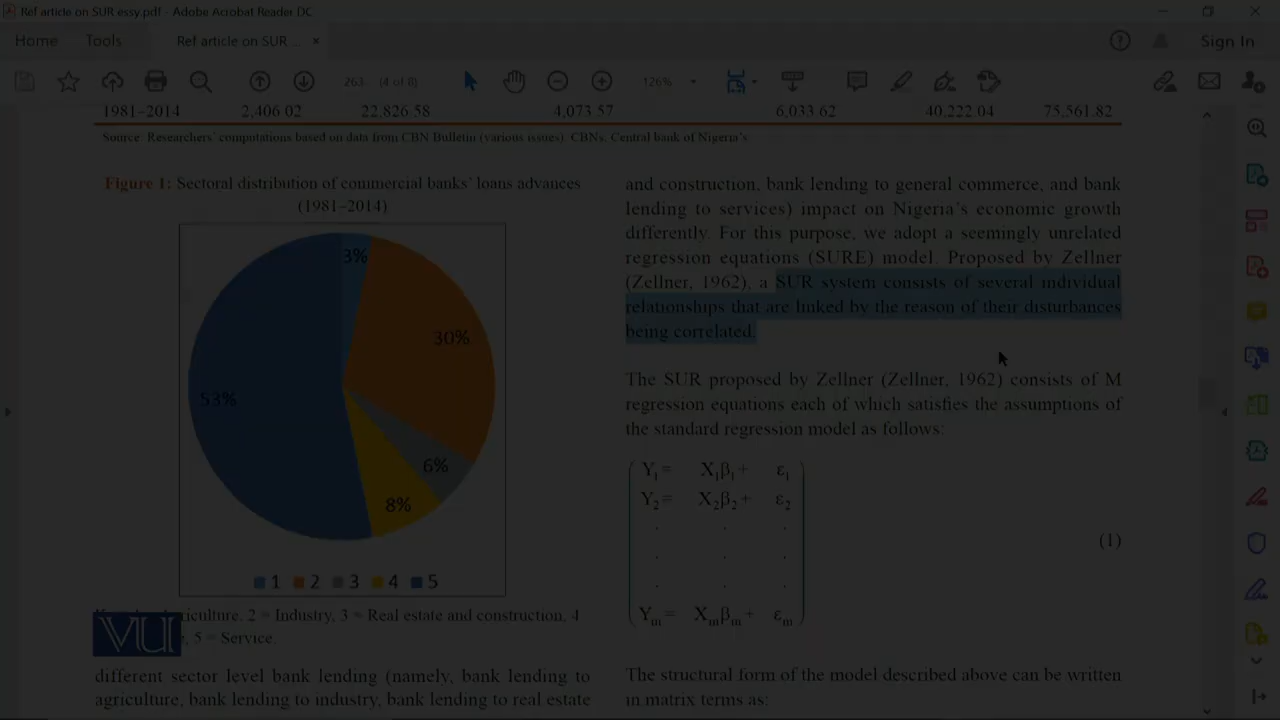 Ref article on SUR essy.pdf - Adobe Acrobat Reader DC
Home Tools Ref article on SUR ... × Sign In
263 (4 of 8) 126%
1981–2014 2,406.02 22,826.58 4,073.57 6,033.62 40,222.04 75,561.82
Source: Researchers' computations based on data from CBN Bulletin (various issues). CBNs: Central bank of Nigeria's
Figure 1: Sectoral distribution of commercial banks' loans advances
(1981–2014)
3%
30%
53%
6%
8%
1 2 3 4 5
riculture, 2 = Industry, 3 = Real estate and construction, 4
, 5 = Service.
VU
different sector level bank lending (namely, bank lending to
agriculture, bank lending to industry, bank lending to real estate
and construction, bank lending to general commerce, and bank
lending to services) impact on Nigeria's economic growth
differently. For this purpose, we adopt a seemingly unrelated
regression equations (SURE) model. Proposed by Zellner
(Zellner, 1962), a SUR system consists of several individual
relationships that are linked by the reason of their disturbances
being correlated.
The SUR proposed by Zellner (Zellner, 1962) consists of M
regression equations each of which satisfies the assumptions of
the standard regression model as follows:
Y₁ = X₁β₁ + ε₁
Y₂ = X₂β₂ + ε₂
. . .
. . .
. . .
Yₘ = Xₘβₘ + εₘ
(1)
The structural form of the model described above can be written
in matrix terms as: